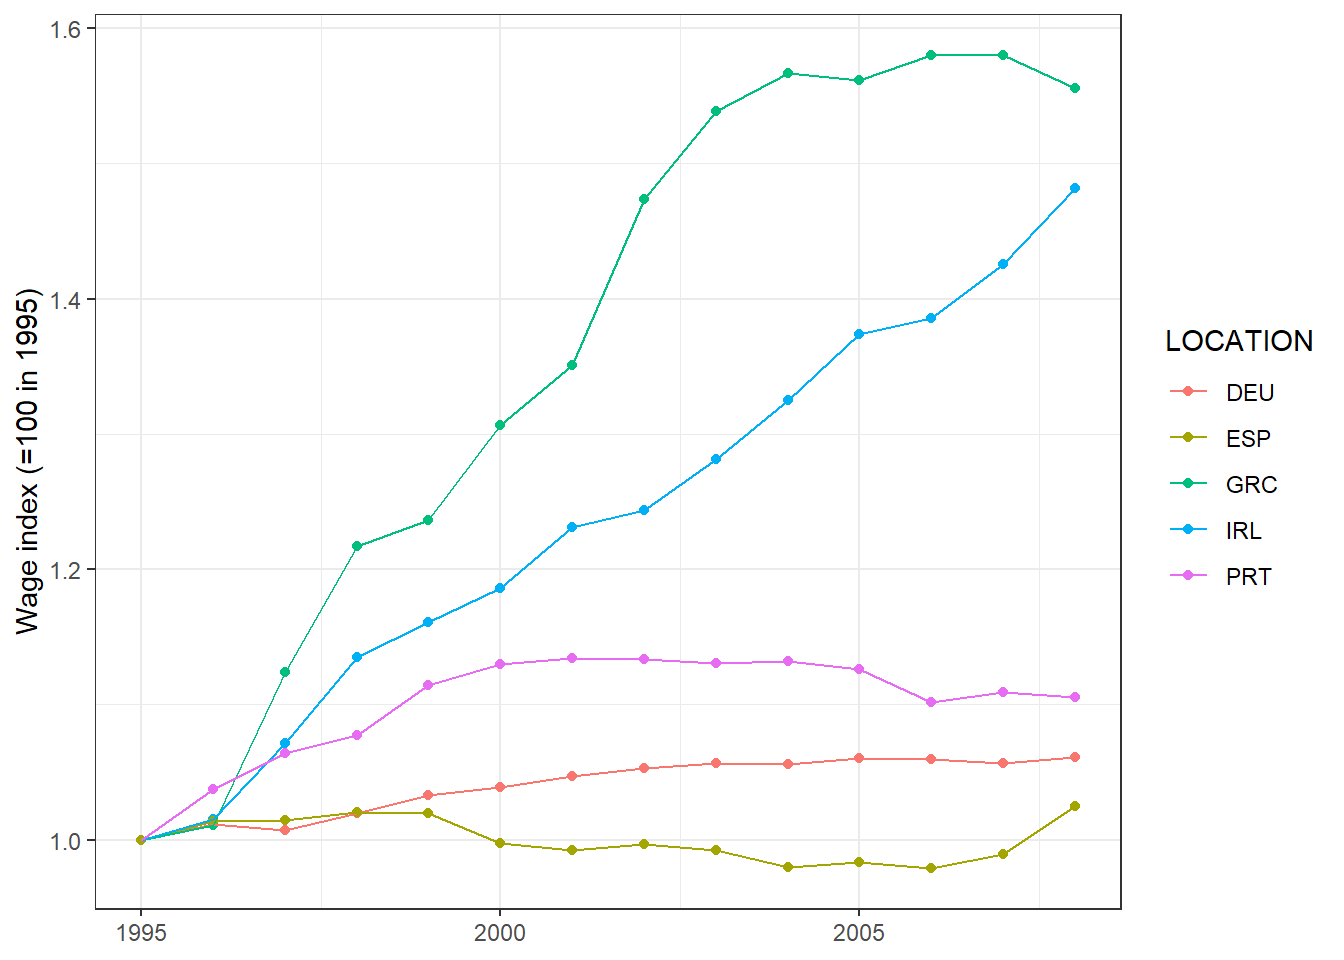 Wage index (=100 in 1995)
1.6
1.4
1.2
1.0
1995
2000
2005
LOCATION
DEU
ESP
GRC
IRL
PRT